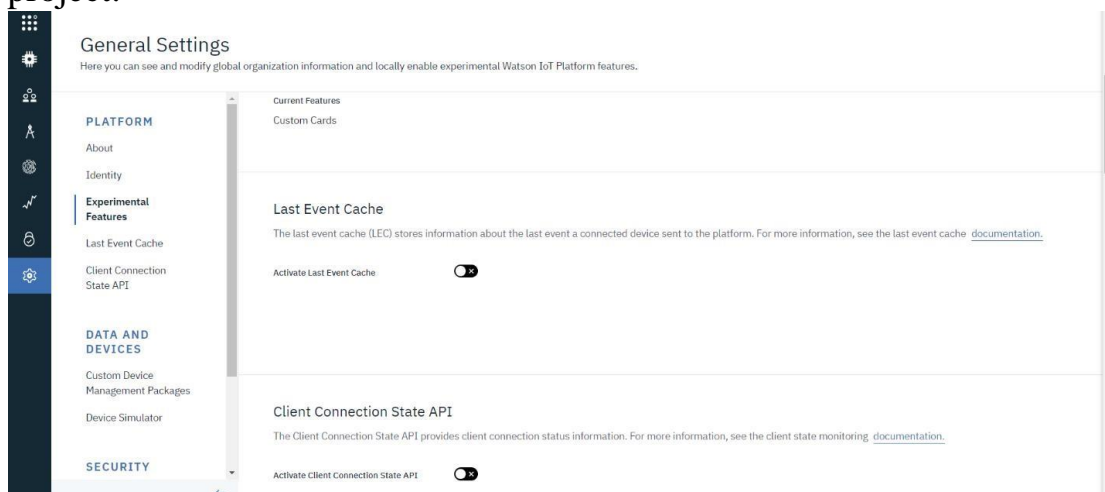 project.
General Settings
Here you can see and modify global organization information and locally enable experimental Watson IoT Platform features.
PLATFORM
About
Identity
Experimental
Features
Last Event Cache
Client Connection
State API
DATA AND
DEVICES
Custom Device
Management Packages
Device Simulator
SECURITY
Current Features
Custom Cards
Last Event Cache
The last event cache (LEC) stores information about the last event a connected device sent to the platform. For more information, see the last event cache documentation.
Activate Last Event Cache
Client Connection State API
The Client Connection State API provides client connection status information. For more information, see the client state monitoring documentation.
Activate Client Connection State API